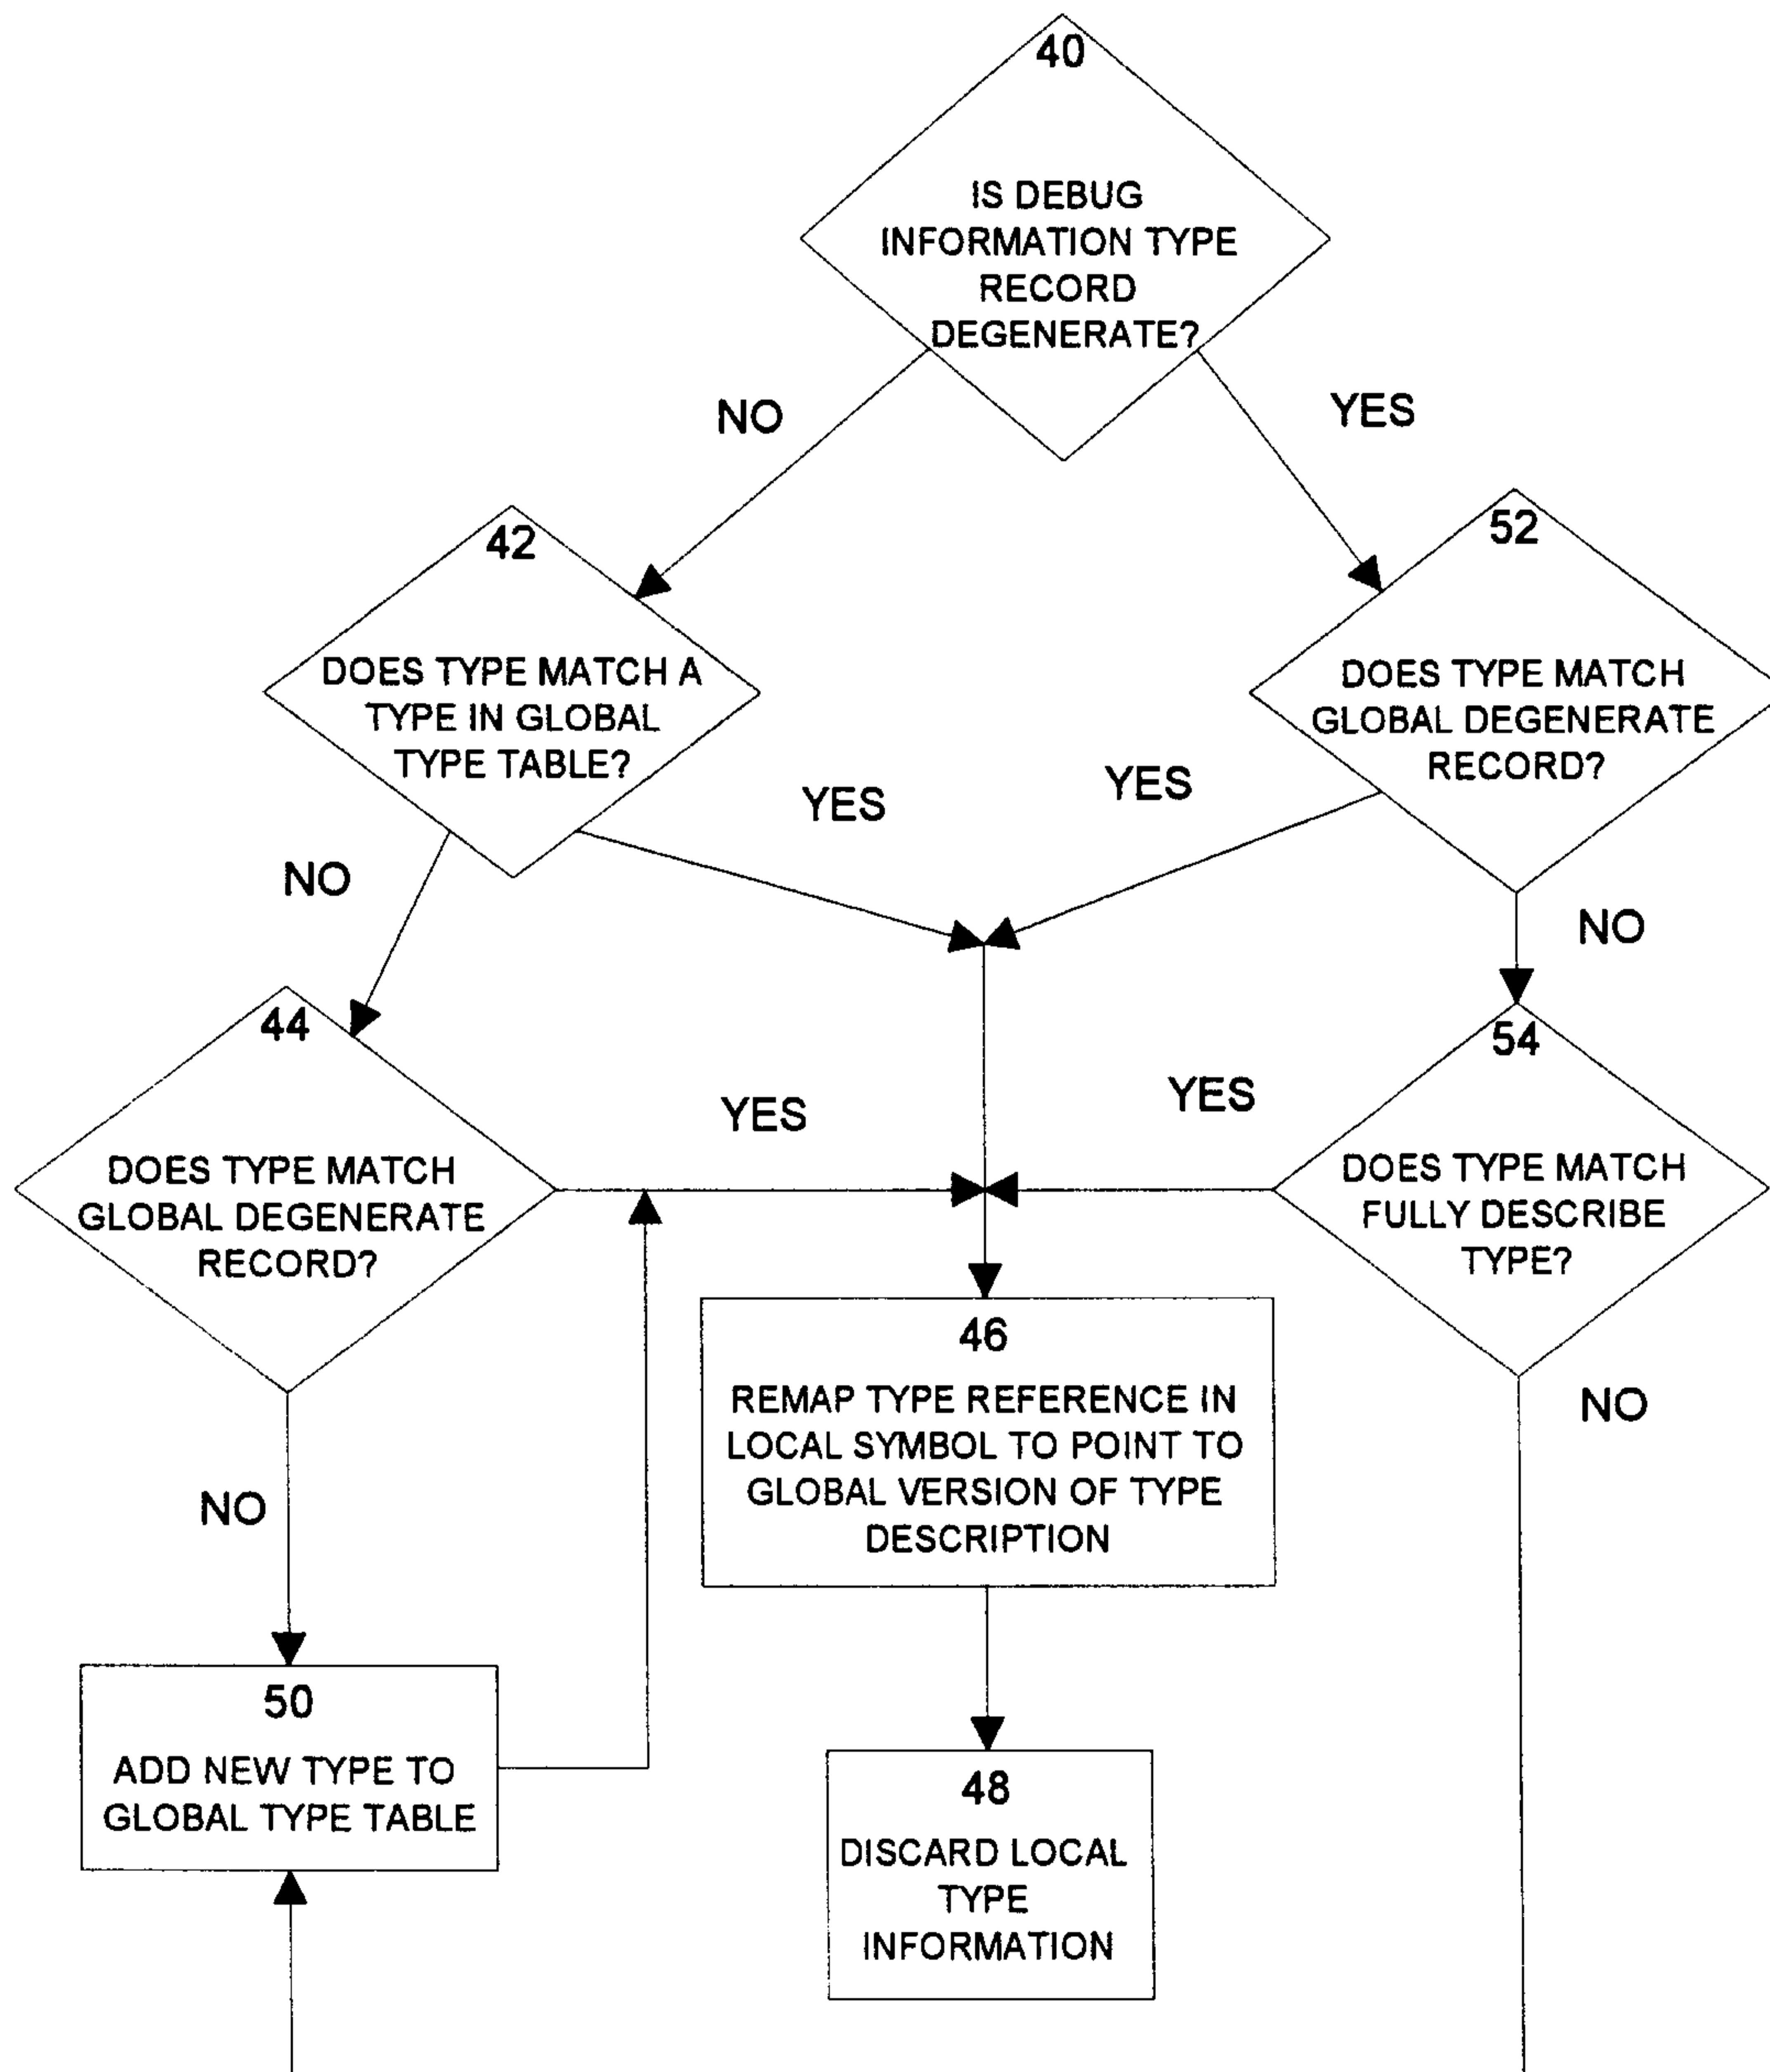 40
IS DEBUG
INFORMATION TYPE
RECORD
DEGENERATE?
NO
YES
42
DOES TYPE MATCH A
TYPE IN GLOBAL
TYPE TABLE?
52
DOES TYPE MATCH
GLOBAL DEGENERATE
RECORD?
YES
YES
NO
NO
44
DOES TYPE MATCH
GLOBAL DEGENERATE
RECORD?
YES
YES
54
DOES TYPE MATCH
FULLY DESCRIBE
TYPE?
46
REMAP TYPE REFERENCE IN
LOCAL SYMBOL TO POINT TO
GLOBAL VERSION OF TYPE
DESCRIPTION
NO
NO
50
ADD NEW TYPE TO
GLOBAL TYPE TABLE
48
DISCARD LOCAL
TYPE
INFORMATION